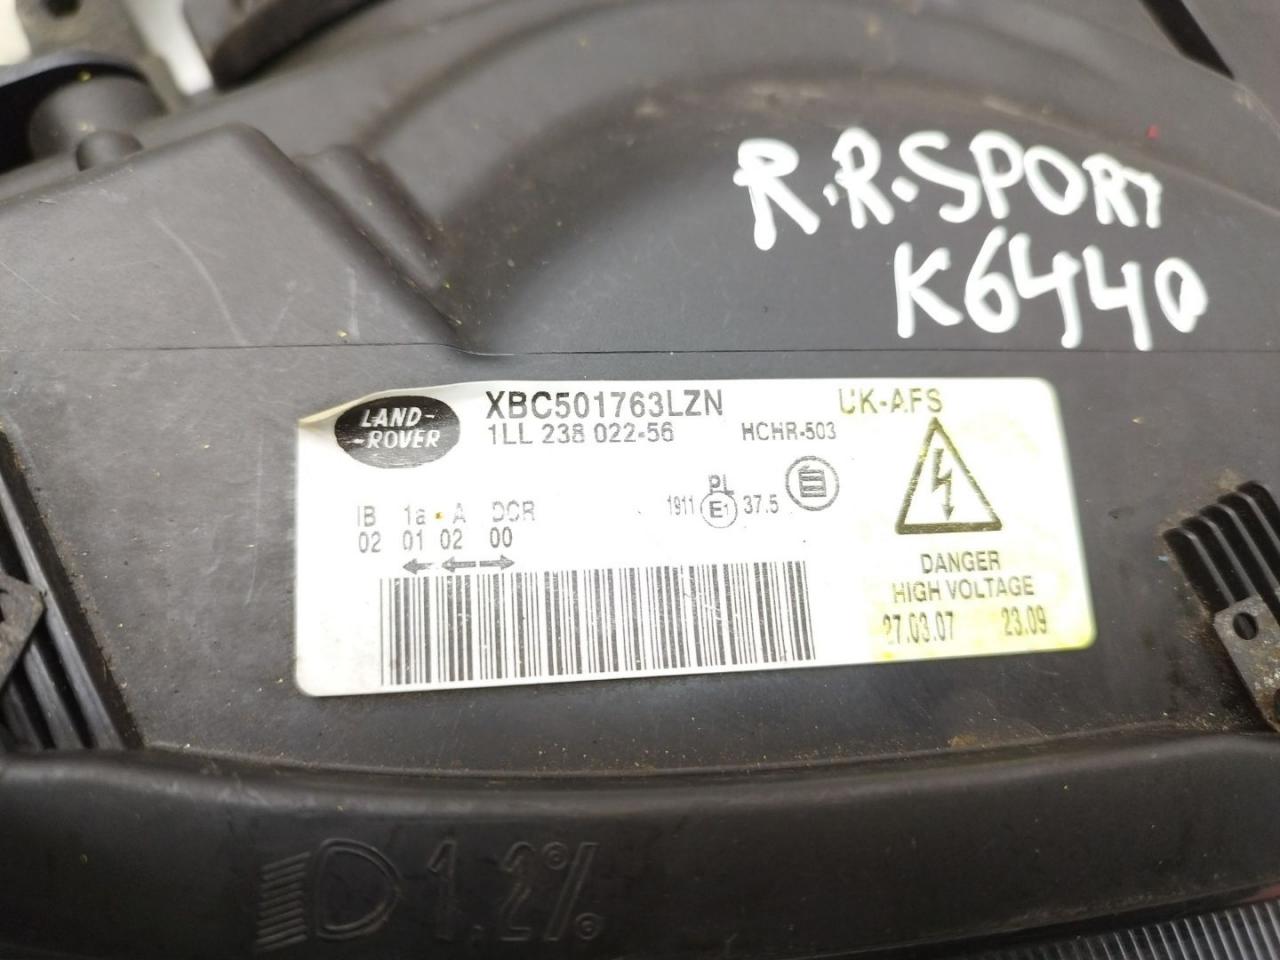 R.R.SPORT
K6440
LAND-
-ROVER
XBC501763LZN
UK-AFS
1LL 238 022-56
HCHR-503
IB 1a A DCR
02 01 02 00
PL
1911 E1 37.5
DANGER
HIGH VOLTAGE
27.03.07 23.09
1,2%